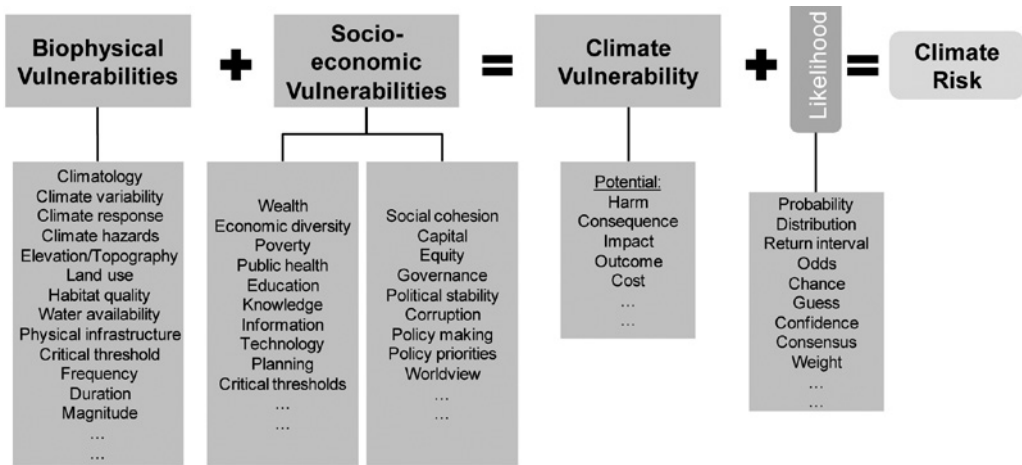 Biophysical
Vulnerabilities
+
Socio-
economic
Vulnerabilities
=
Climate
Vulnerability
+
Likelihood
=
Climate
Risk
Climatology
Climate variability
Climate response
Climate hazards
Elevation/Topography
Land use
Habitat quality
Water availability
Physical infrastructure
Critical threshold
Frequency
Duration
Magnitude
...
...
Wealth
Economic diversity
Poverty
Public health
Education
Knowledge
Information
Technology
Planning
Critical thresholds
...
...
Social cohesion
Capital
Equity
Governance
Political stability
Corruption
Policy making
Policy priorities
Worldview
...
...
Potential:
Harm
Consequence
Impact
Outcome
Cost
...
...
Probability
Distribution
Return interval
Odds
Chance
Guess
Confidence
Consensus
Weight
...
...